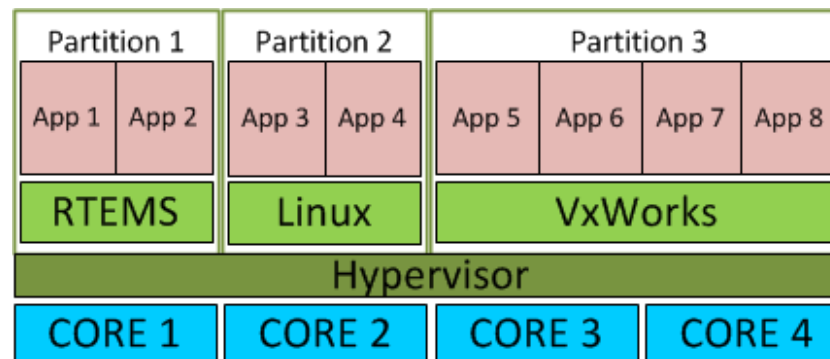 Partition 1 Partition 2 Partition 3
App 1 App 2 App 3 App 4 App 5 App 6 App 7 App 8
RTEMS Linux VxWorks
Hypervisor
CORE 1 CORE 2 CORE 3 CORE 4